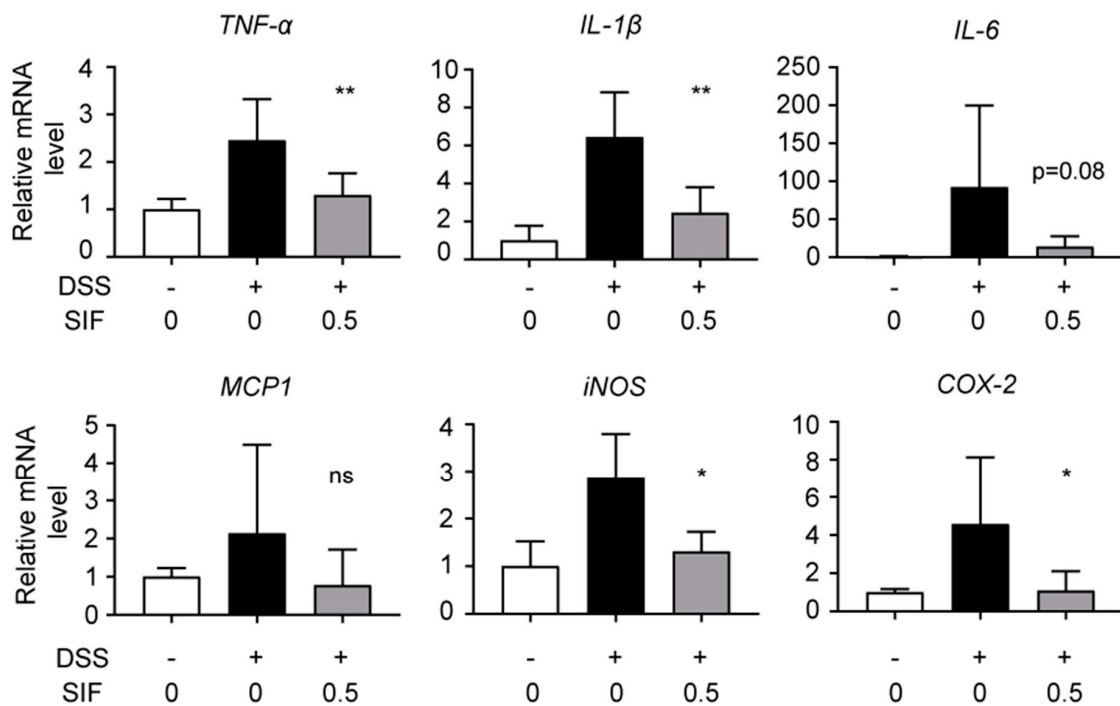 TNF-α
IL-1β
IL-6
Relative mRNA
level
4
3
2
1
0
**
10
8
6
4
2
0
**
250
200
150
100
50
0
p=0.08
DSS - + + - + + - + +
SIF 0 0 0.5 0 0 0.5 0 0 0.5
MCP1
iNOS
COX-2
Relative mRNA
level
5
4
3
2
1
0
ns
4
3
2
1
0
*
10
8
6
4
2
0
*
DSS - + + - + + - + +
SIF 0 0 0.5 0 0 0.5 0 0 0.5